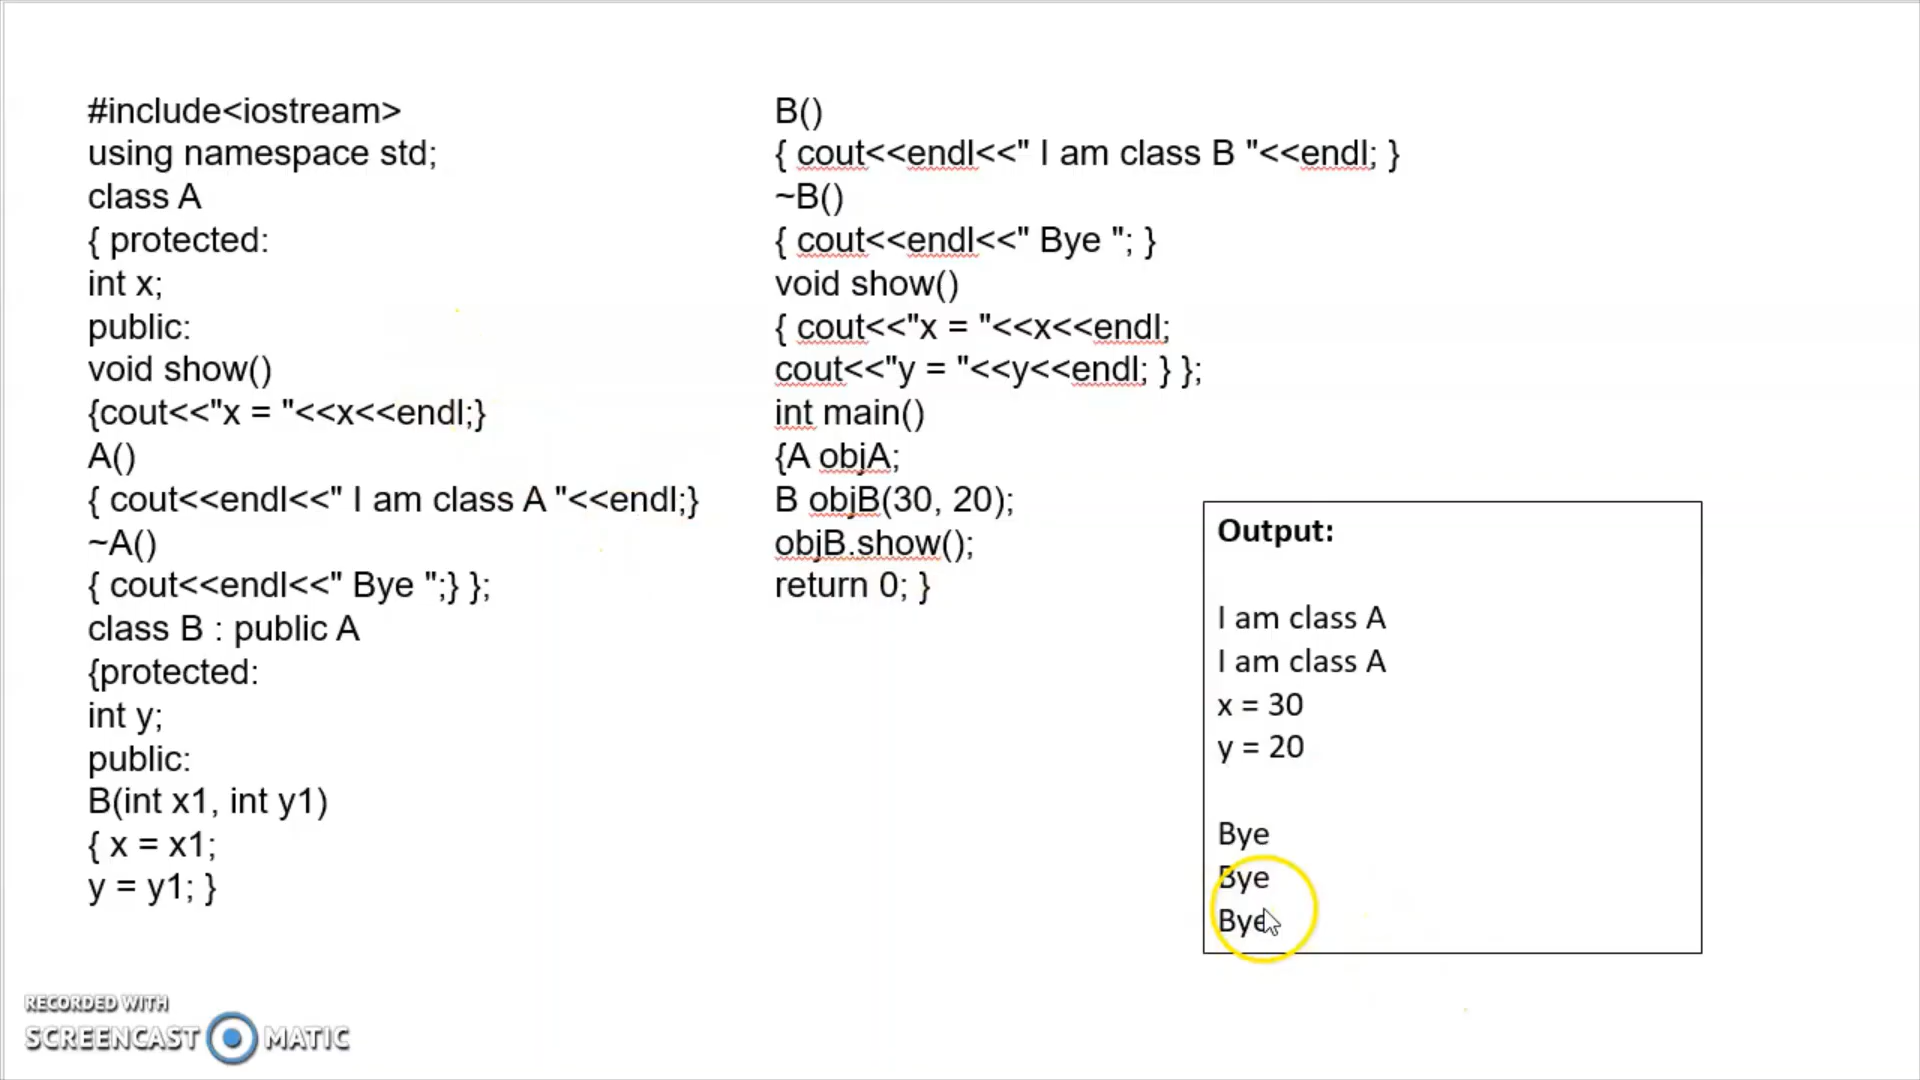 #include<iostream>
using namespace std;
class A
{ protected:
int x;
public:
void show()
{cout<<"x = "<<x<<endl;}
A()
{ cout<<endl<<" I am class A "<<endl;}
~A()
{ cout<<endl<<" Bye ";} };
class B : public A
{protected:
int y;
public:
B(int x1, int y1)
{ x = x1;
y = y1; }
B()
{ cout<<endl<<" I am class B "<<endl; }
~B()
{ cout<<endl<<" Bye "; }
void show()
{ cout<<"x = "<<x<<endl;
cout<<"y = "<<y<<endl; } };
int main()
{A objA;
B objB(30, 20);
objB.show();
return 0; }
Output:
I am class A
I am class A
x = 30
y = 20
Bye
Bye
Bye
RECORDED WITH
SCREENCAST MATIC